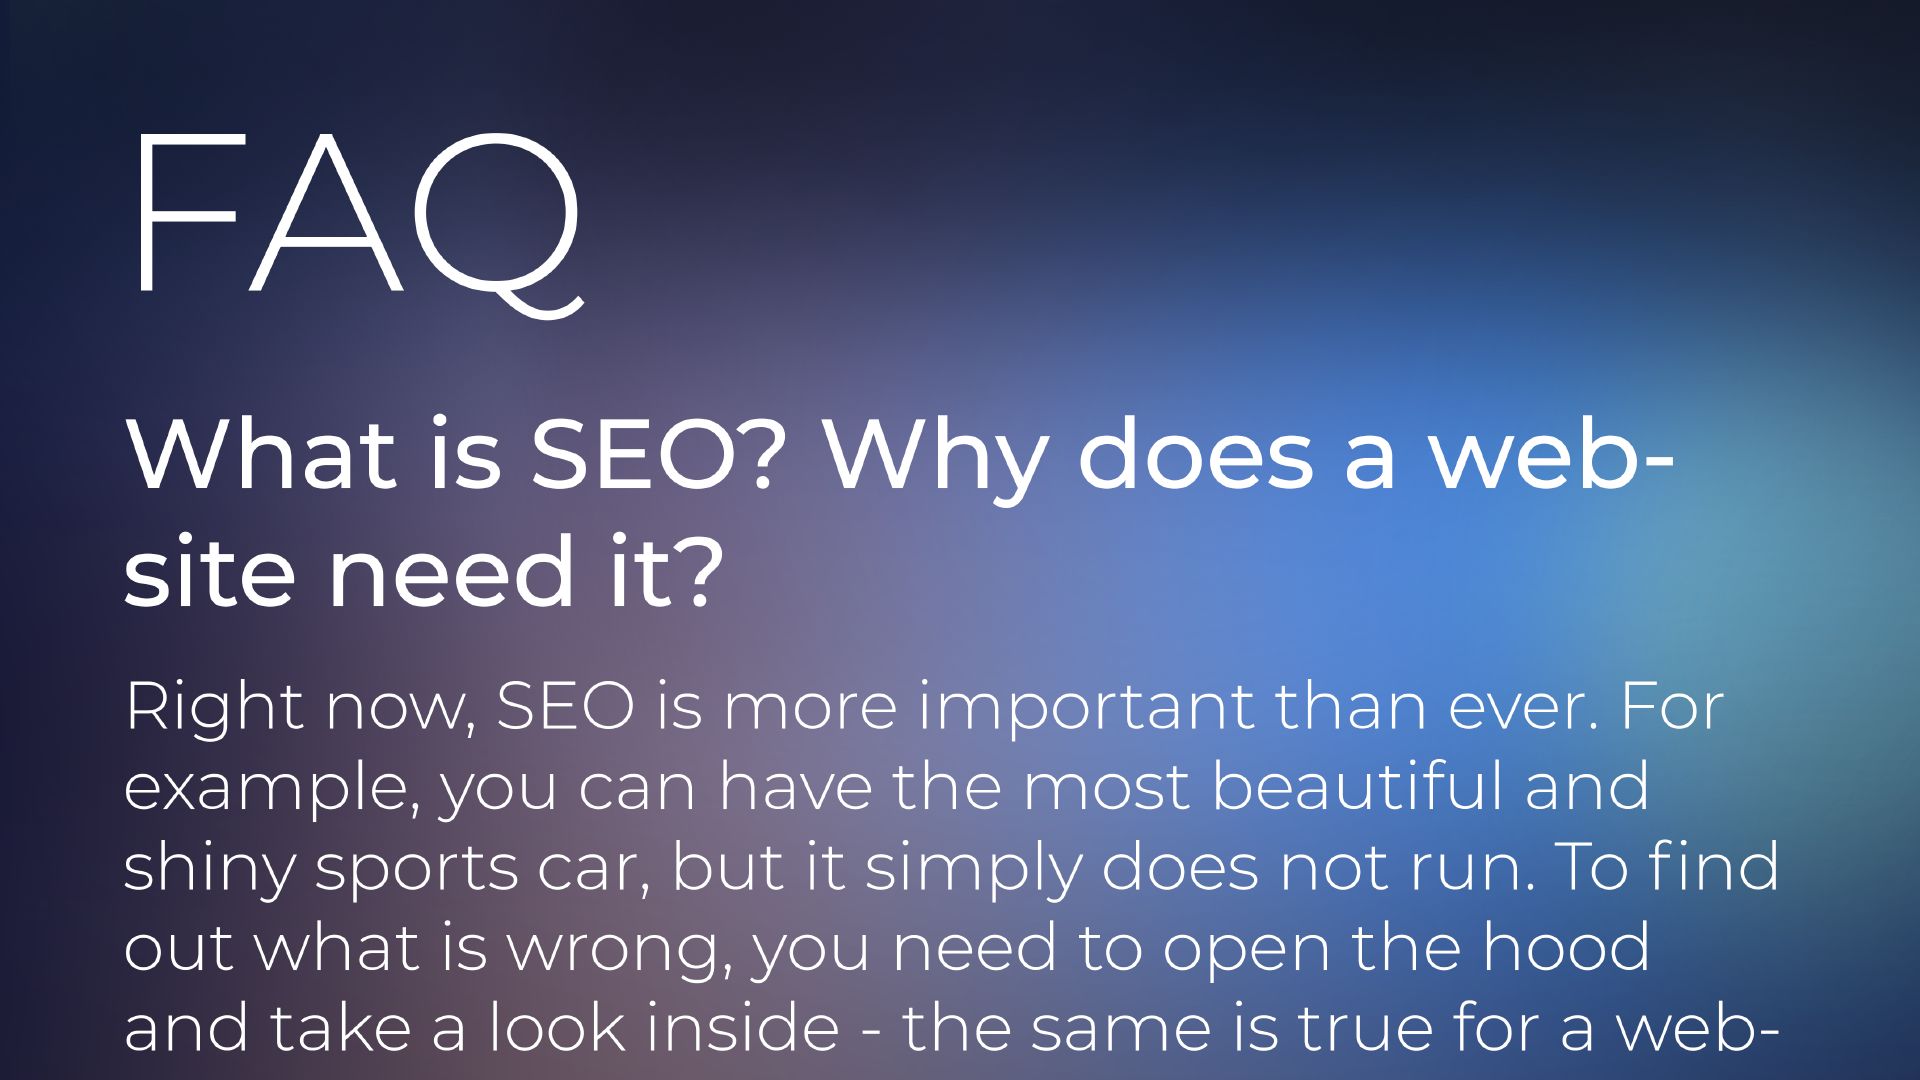 FAQ
What is SEO? Why does a web-
site need it?
Right now, SEO is more important than ever. For
example, you can have the most beautiful and
shiny sports car, but it simply does not run. To find
out what is wrong, you need to open the hood
and take a look inside - the same is true for a web-